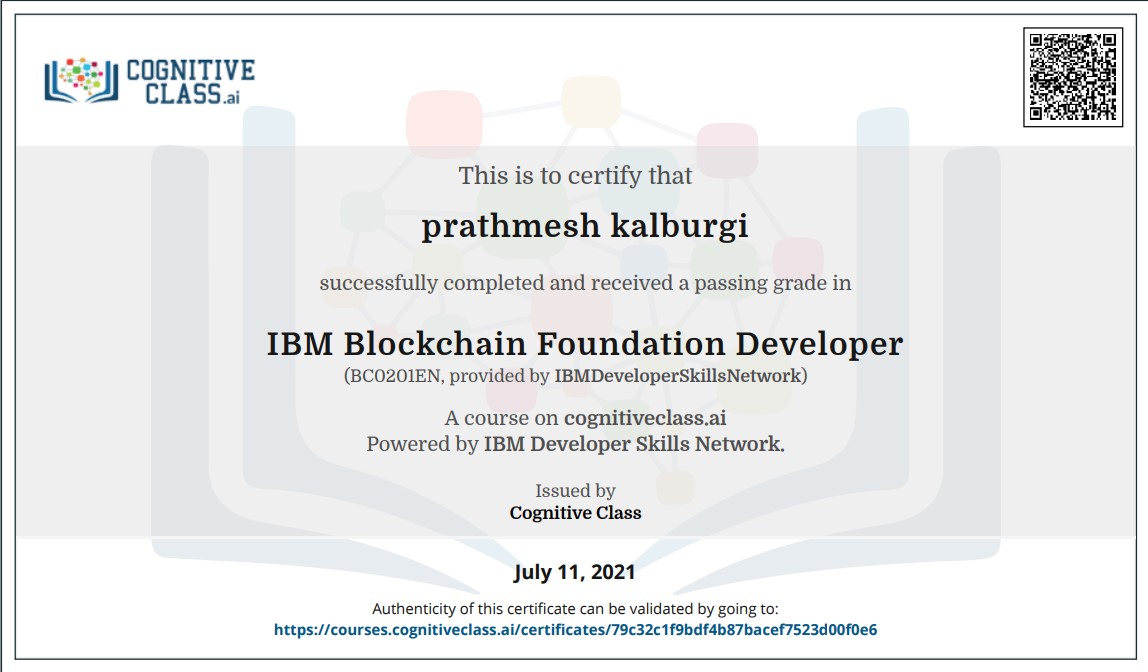 COGNITIVE
CLASS.ai
This is to certify that
prathmesh kalburgi
successfully completed and received a passing grade in
IBM Blockchain Foundation Developer
(BC0201EN, provided by IBMDeveloperSkillsNetwork)
A course on cognitiveclass.ai
Powered by IBM Developer Skills Network.
Issued by
Cognitive Class
July 11, 2021
Authenticity of this certificate can be validated by going to:
https://courses.cognitiveclass.ai/certificates/79c32c1f9bdf4b87bacef7523d00f0e6